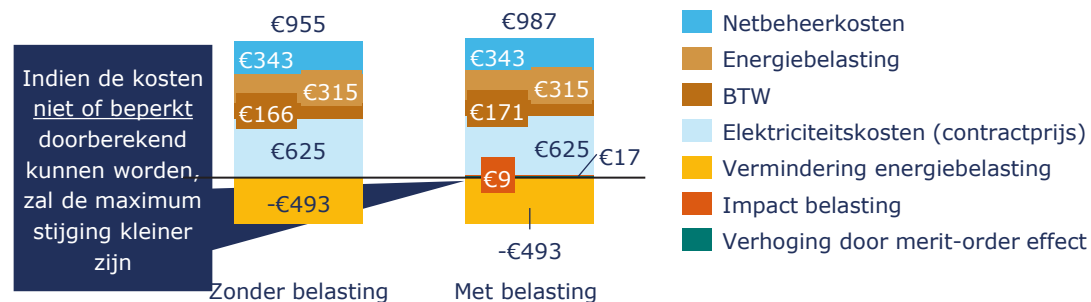 Indien de kosten
niet of beperkt
doorberekend
kunnen worden,
zal de maximum
stijging kleiner
zijn
€955
€343
€315
€166
€625
-€493
Zonder belasting
€987
€343
€315
€171
€625
€17
€9
-€493
Met belasting
Netbeheerkosten
Energiebelasting
BTW
Elektriciteitskosten (contractprijs)
Vermindering energiebelasting
Impact belasting
Verhoging door merit-order effect